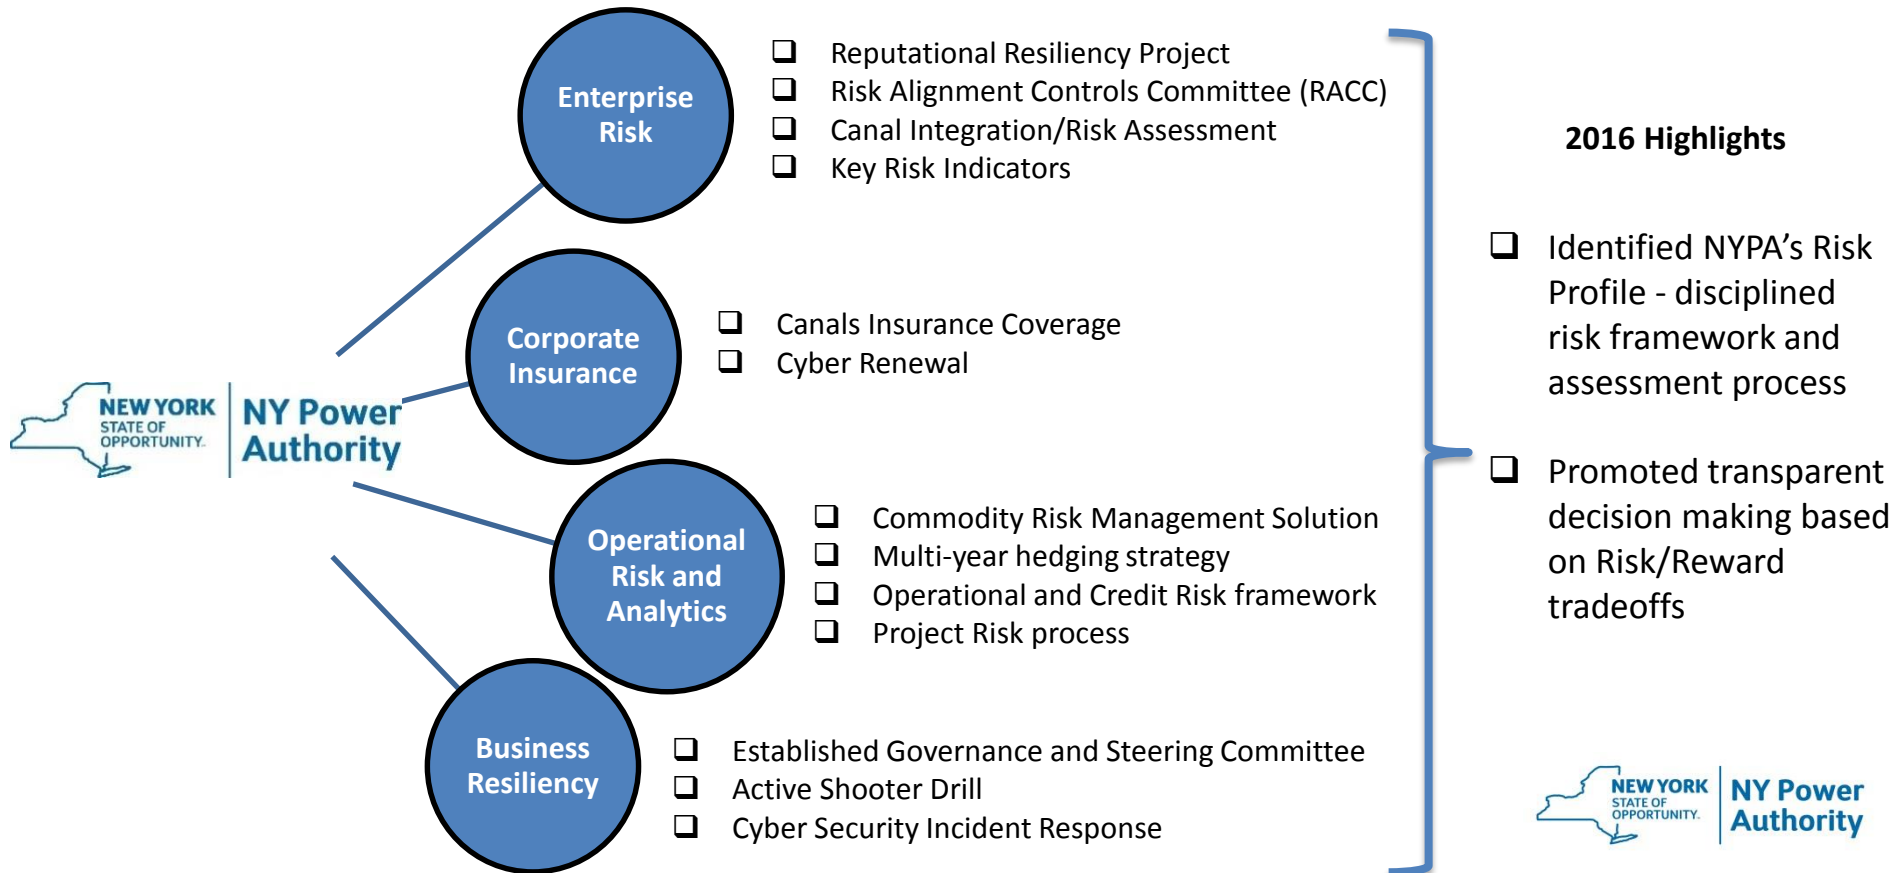 Enterprise
Risk
❑ Reputational Resiliency Project
❑ Risk Alignment Controls Committee (RACC)
❑ Canal Integration/Risk Assessment
❑ Key Risk Indicators
Corporate
Insurance
❑ Canals Insurance Coverage
❑ Cyber Renewal
NEW YORK
STATE OF
OPPORTUNITY.
NY Power
Authority
Operational
Risk and
Analytics
❑ Commodity Risk Management Solution
❑ Multi-year hedging strategy
❑ Operational and Credit Risk framework
❑ Project Risk process
Business
Resiliency
❑ Established Governance and Steering Committee
❑ Active Shooter Drill
❑ Cyber Security Incident Response
2016 Highlights
❑ Identified NYPA's Risk
Profile - disciplined
risk framework and
assessment process
❑ Promoted transparent
decision making based
on Risk/Reward
tradeoffs
NEW YORK
STATE OF
OPPORTUNITY.
NY Power
Authority